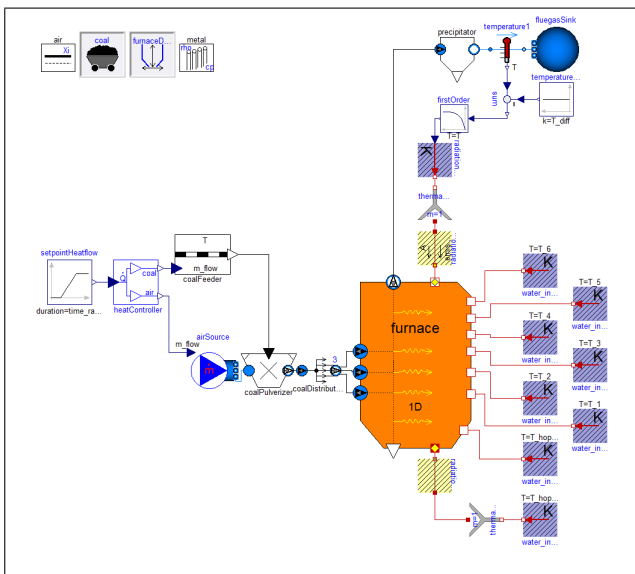 air
Xi
coal
furnaceD...
metal
rho
cp
precipitator
temperature1
fluegasSink
T
temperature...
sum
k=T_diff
firstOrder
T=T
K
radiation...
therma...
m=1
radiatio...
T=T_6
K
water_in...
T=T_5
K
water_in...
T=T_4
K
water_in...
T=T_3
K
water_in...
T=T_2
K
water_in...
T=T_1
K
water_in...
T=T_hop...
K
water_in...
T=T_hop...
K
water_in...
setpointHeatflow
duration=time_ra...
Q
coal
air
heatController
T
m_flow
coalFeeder
m_flow
airSource
m
coalPulverizer
3
coalDistribut...
furnace
1D
radiatio...
m=1
therma...